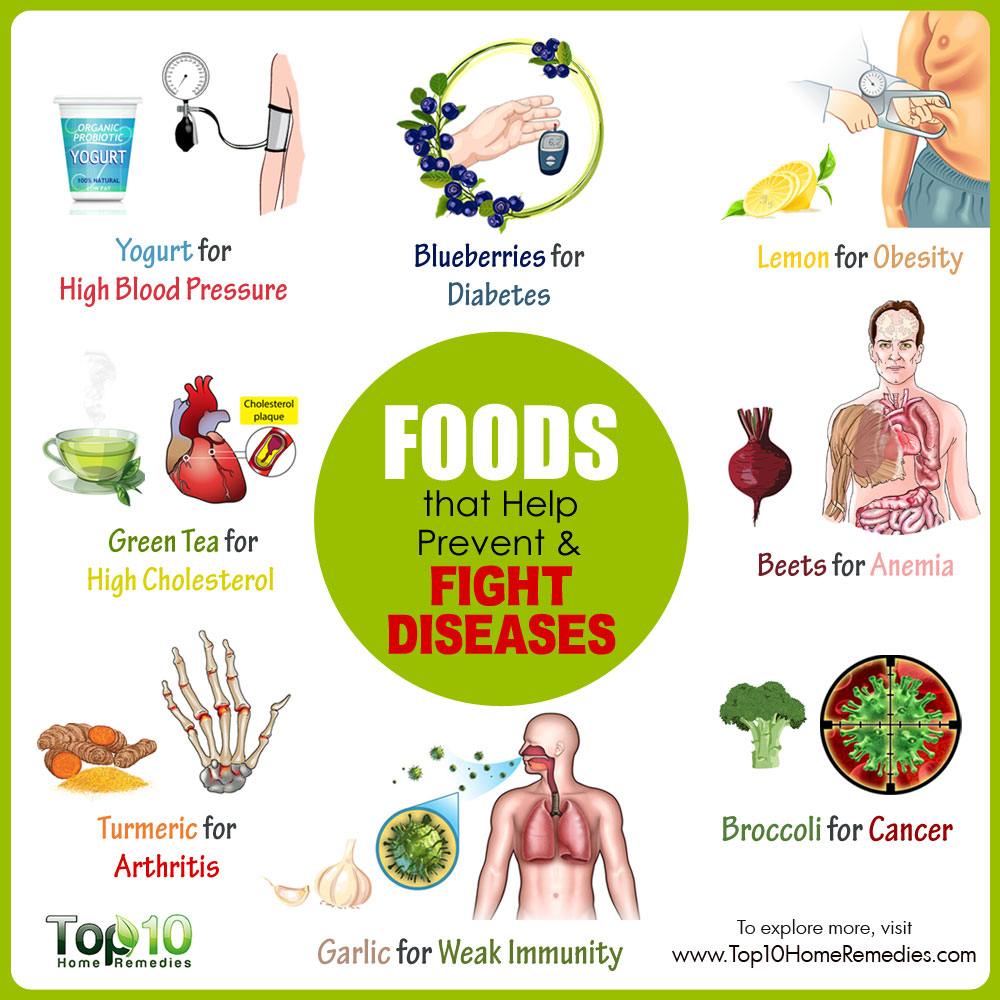 ORGANIC
PROBIOTIC
YOGURT
100% NATURAL
LOW FAT
Yogurt for
High Blood Pressure
Blueberries for
Diabetes
Lemon for Obesity
Cholesterol
plaque
Green Tea for
High Cholesterol
FOODS
that Help
Prevent &
FIGHT
DISEASES
Beets for Anemia
Turmeric for
Arthritis
Broccoli for Cancer
Garlic for Weak Immunity
Top10
Home Remedies
To explore more, visit
www.Top10HomeRemedies.com